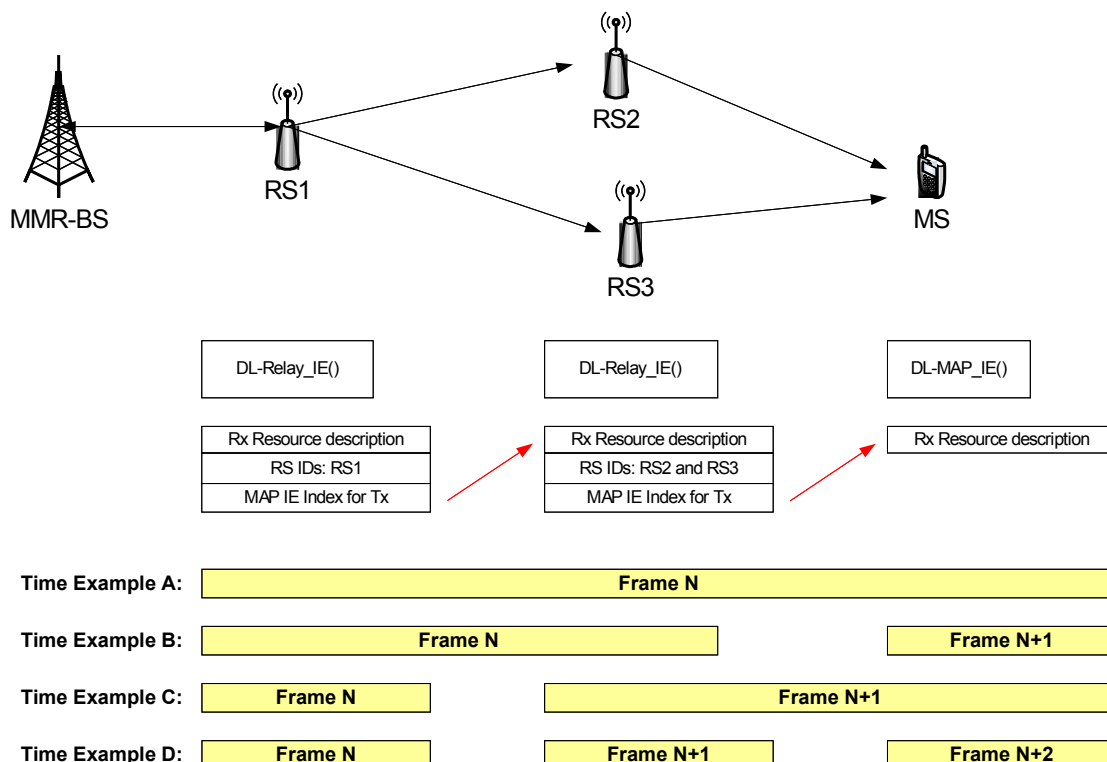 RS2
MMR-BS
RS1
MS
RS3
DL-Relay_IE()
DL-Relay_IE()
DL-MAP_IE()
Rx Resource description
RS IDs: RS1
MAP IE Index for Tx
Rx Resource description
RS IDs: RS2 and RS3
MAP IE Index for Tx
Rx Resource description
Time Example A: Frame N
Time Example B: Frame N Frame N+1
Time Example C: Frame N Frame N+1
Time Example D: Frame N Frame N+1 Frame N+2